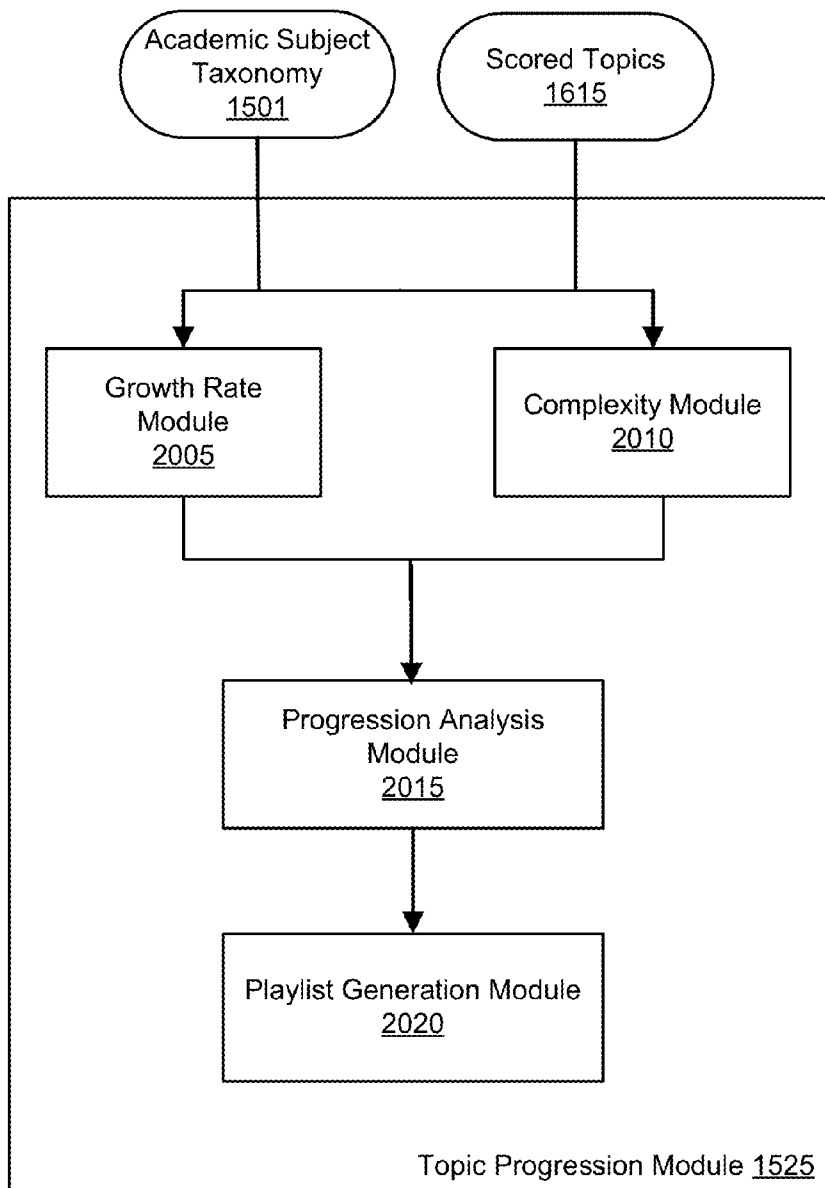 Academic Subject
Taxonomy
1501
Scored Topics
1615
Growth Rate
Module
2005
Complexity Module
2010
Progression Analysis
Module
2015
Playlist Generation Module
2020
Topic Progression Module 1525